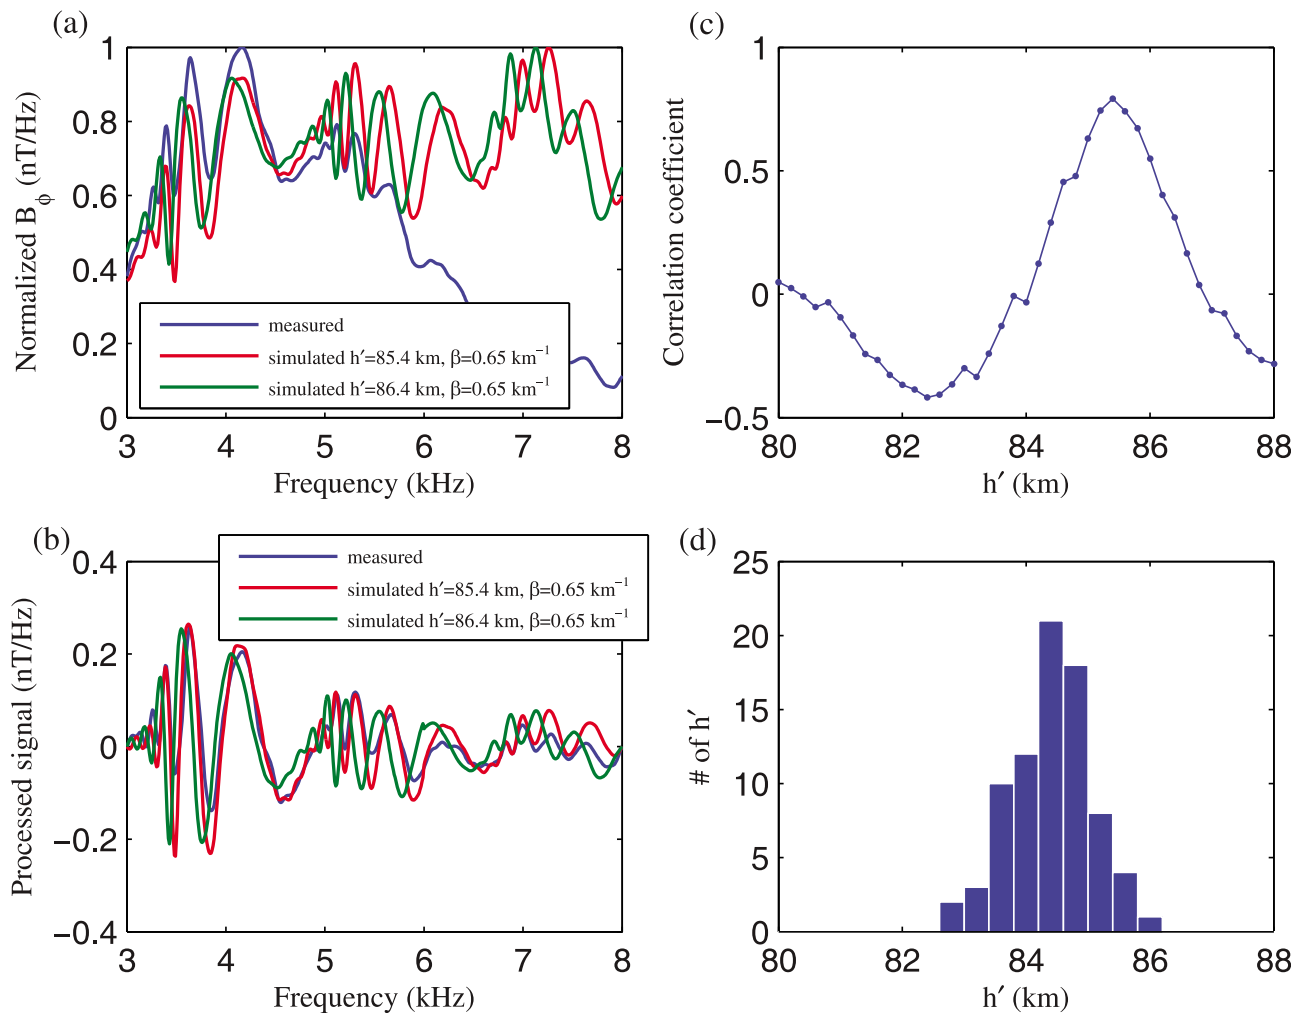 (a)
Normalized B_ϕ (nT/Hz)
1
0.8
0.6
0.4
0.2
0
measured
simulated h′=85.4 km, β=0.65 km⁻¹
simulated h′=86.4 km, β=0.65 km⁻¹
3 4 5 6 7 8
Frequency (kHz)
(c)
Correlation coefficient
1
0.5
0
−0.5
80 82 84 86 88
h′ (km)
(b)
Processed signal (nT/Hz)
0.4
0.2
0
−0.2
−0.4
measured
simulated h′=85.4 km, β=0.65 km⁻¹
simulated h′=86.4 km, β=0.65 km⁻¹
3 4 5 6 7 8
Frequency (kHz)
(d)
# of h′
25
20
15
10
5
0
80 82 84 86 88
h′ (km)